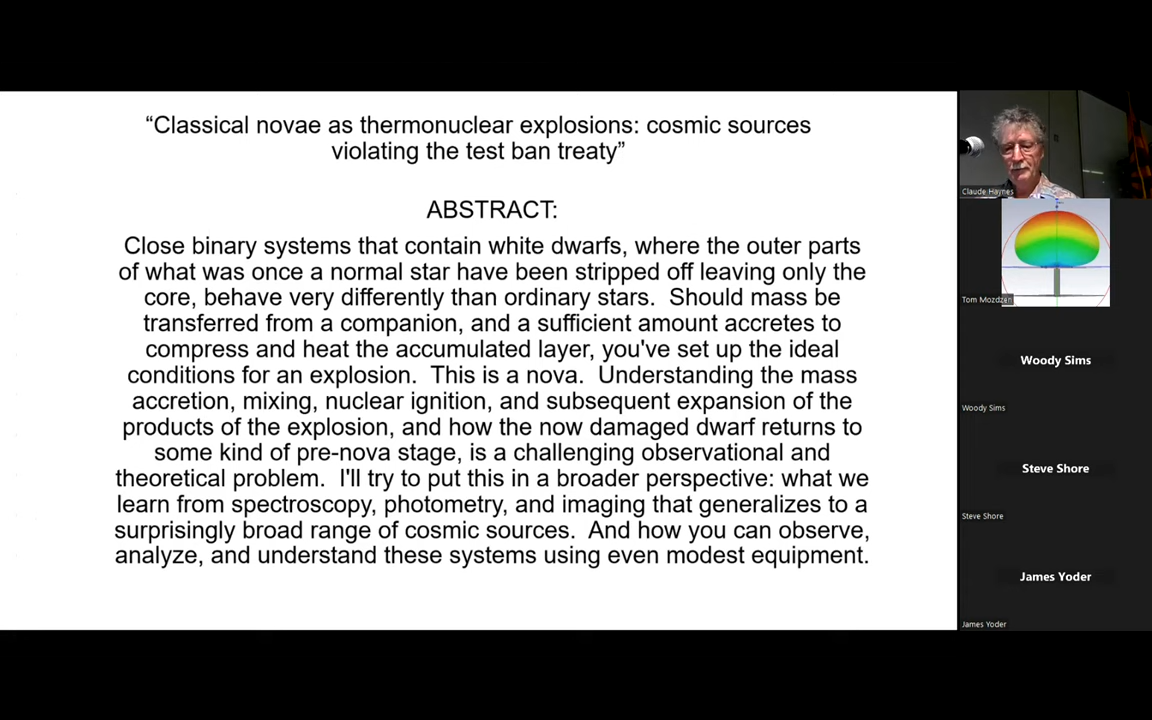 “Classical novae as thermonuclear explosions: cosmic sources
violating the test ban treaty”
ABSTRACT:
Close binary systems that contain white dwarfs, where the outer parts
of what was once a normal star have been stripped off leaving only the
core, behave very differently than ordinary stars.  Should mass be
transferred from a companion, and a sufficient amount accretes to
compress and heat the accumulated layer, you've set up the ideal
conditions for an explosion.  This is a nova.  Understanding the mass
accretion, mixing, nuclear ignition, and subsequent expansion of the
products of the explosion, and how the now damaged dwarf returns to
some kind of pre-nova stage, is a challenging observational and
theoretical problem.  I'll try to put this in a broader perspective: what we
learn from spectroscopy, photometry, and imaging that generalizes to a
surprisingly broad range of cosmic sources.  And how you can observe,
analyze, and understand these systems using even modest equipment.
Claude Haynes
Tom Mozdzen
Woody Sims
Woody Sims
Steve Shore
Steve Shore
James Yoder
James Yoder